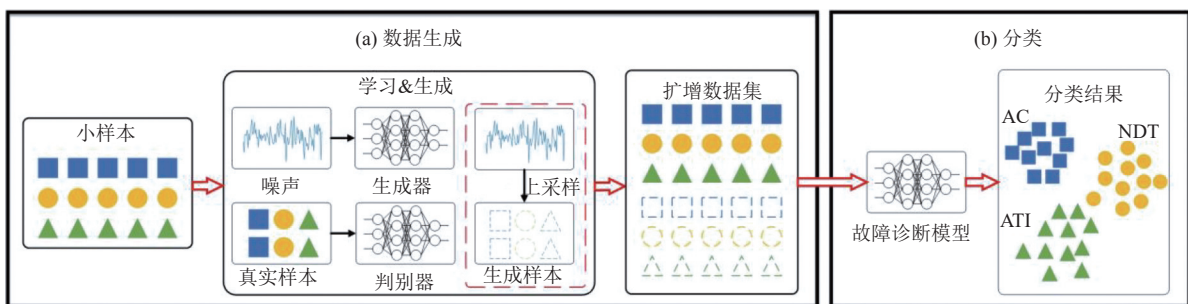 (a) 数据生成
(b) 分类
小样本
学习&生成
噪声
生成器
上采样
真实样本
判别器
生成样本
扩增数据集
故障诊断模型
分类结果
AC
NDT
ATI